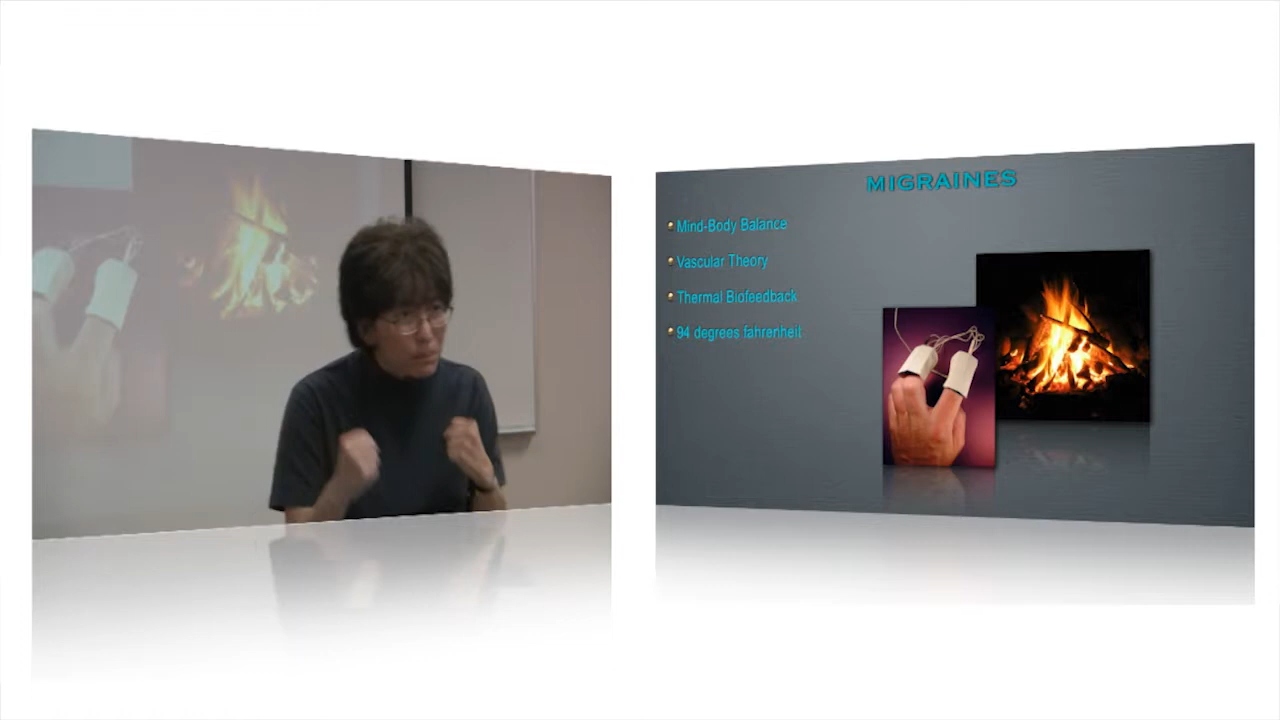 MIGRAINES
Mind-Body Balance
Vascular Theory
Thermal Biofeedback
94 degrees fahrenheit